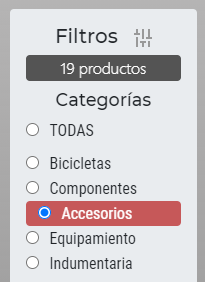 Filtros
19 productos
Categorías
TODAS
Bicicletas
Componentes
Accesorios
Equipamiento
Indumentaria